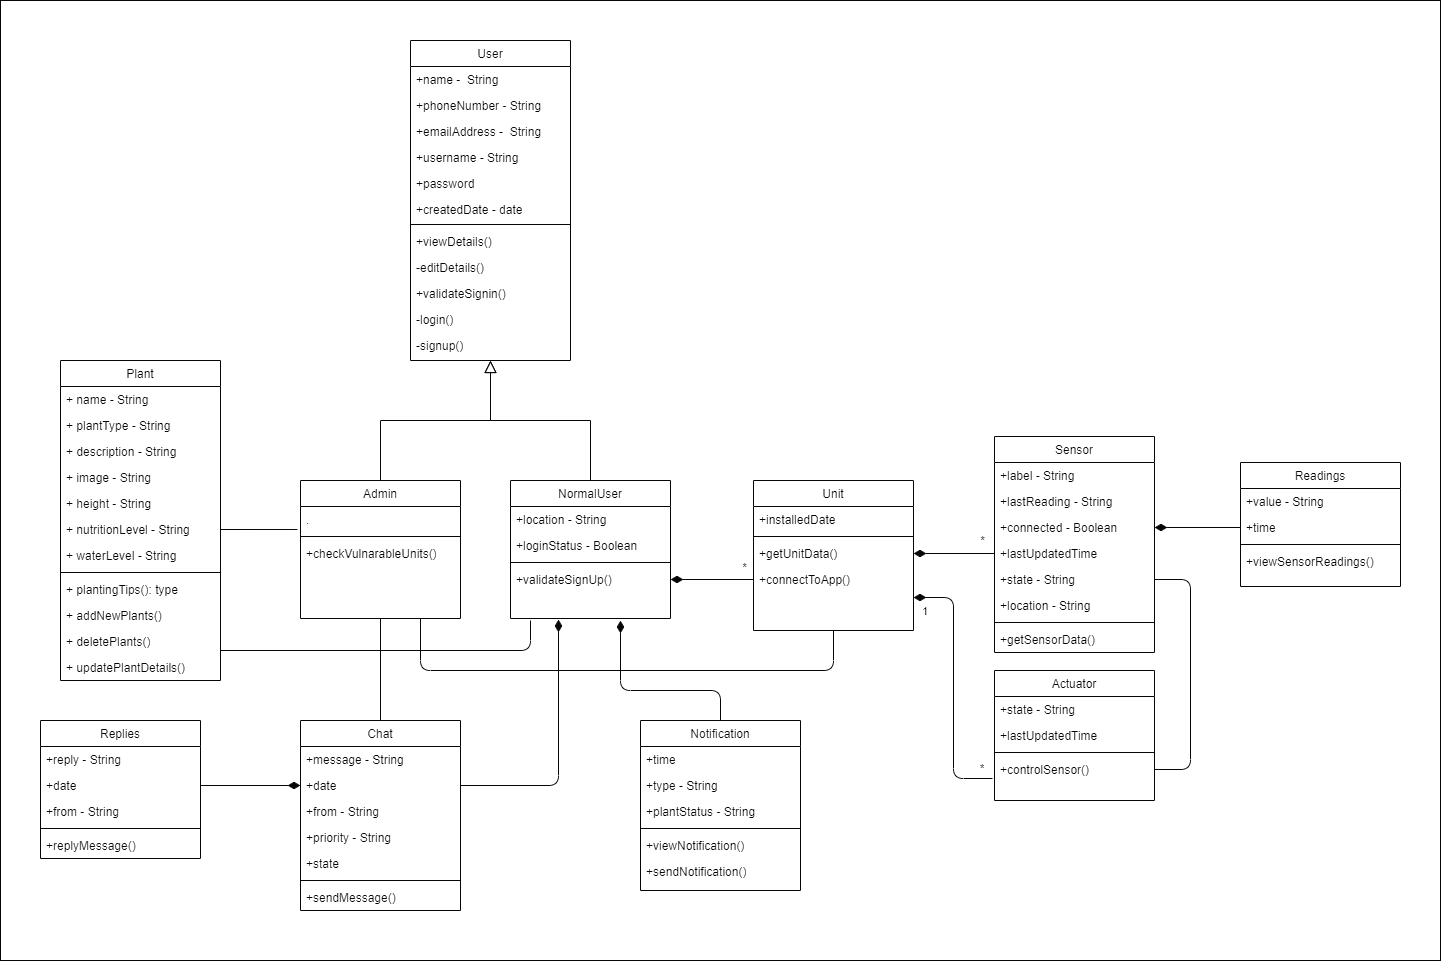 User
+name -  String
+phoneNumber - String
+emailAddress -  String
+username - String
+password
+createdDate - date
+viewDetails()
-editDetails()
+validateSignin()
-login()
-signup()
Plant
+ name - String
+ plantType - String
+ description - String
+ image - String
+ height - String
+ nutritionLevel - String
+ waterLevel - String
+ plantingTips(): type
+ addNewPlants()
+ deletePlants()
+ updatePlantDetails()
Admin
.
+checkVulnarableUnits()
NormalUser
+location - String
+loginStatus - Boolean
+validateSignUp()
*
Unit
+installedDate
+getUnitData()
+connectToApp()
*
1
*
Sensor
+label - String
+lastReading - String
+connected - Boolean
+lastUpdatedTime
+state - String
+location - String
+getSensorData()
Readings
+value - String
+time
+viewSensorReadings()
Actuator
+state - String
+lastUpdatedTime
+controlSensor()
Replies
+reply - String
+date
+from - String
+replyMessage()
Chat
+message - String
+date
+from - String
+priority - String
+state
+sendMessage()
Notification
+time
+type - String
+plantStatus - String
+viewNotification()
+sendNotification()